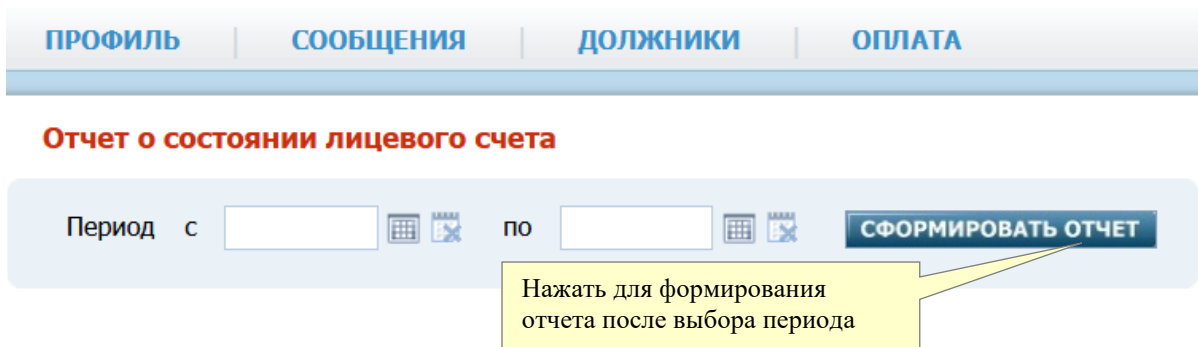 ПРОФИЛЬ СООБЩЕНИЯ ДОЛЖНИКИ ОПЛАТА
Отчет о состоянии лицевого счета
Период с по СФОРМИРОВАТЬ ОТЧЕТ
Нажать для формирования
отчета после выбора периода